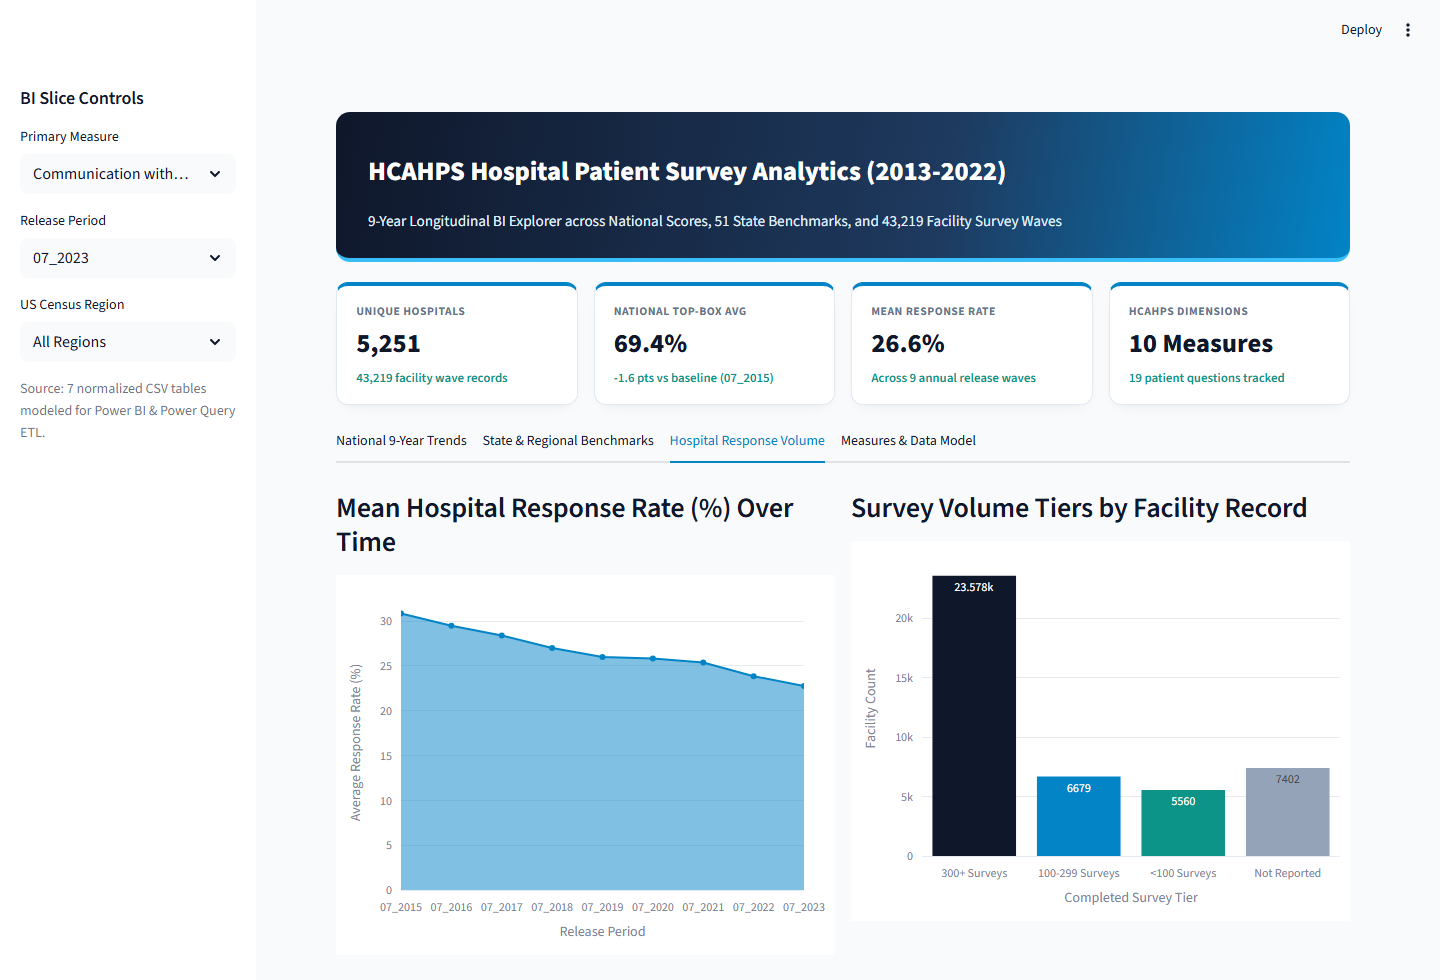 Deploy
BI Slice Controls
Primary Measure
Communication with...
Release Period
07_2023
US Census Region
All Regions
Source: 7 normalized CSV tables
modeled for Power BI & Power Query
ETL.
HCAHPS Hospital Patient Survey Analytics (2013-2022)
9-Year Longitudinal BI Explorer across National Scores, 51 State Benchmarks, and 43,219 Facility Survey Waves
UNIQUE HOSPITALS
5,251
43,219 facility wave records
NATIONAL TOP-BOX AVG
69.4%
-1.6 pts vs baseline (07_2015)
MEAN RESPONSE RATE
26.6%
Across 9 annual release waves
HCAHPS DIMENSIONS
10 Measures
19 patient questions tracked
National 9-Year Trends State & Regional Benchmarks Hospital Response Volume Measures & Data Model
Mean Hospital Response Rate (%) Over
Time
30
25
20
15
10
5
0
Average Response Rate (%)
07_2015 07_2016 07_2017 07_2018 07_2019 07_2020 07_2021 07_2022 07_2023
Release Period
Survey Volume Tiers by Facility Record
20k
15k
10k
5k
0
Facility Count
23.578k
6679
5560
7402
300+ Surveys 100-299 Surveys <100 Surveys Not Reported
Completed Survey Tier